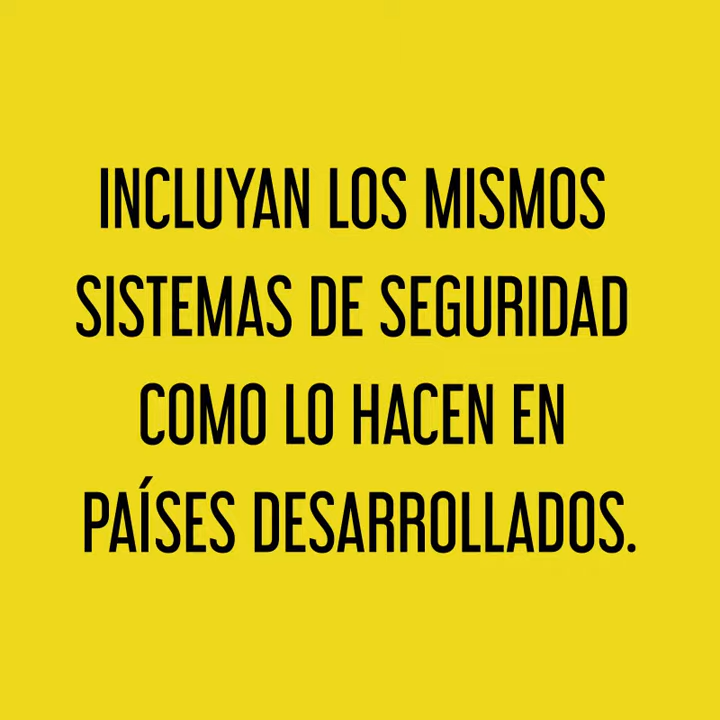 INCLUYAN LOS MISMOS
SISTEMAS DE SEGURIDAD
COMO LO HACEN EN
PAÍSES DESARROLLADOS.